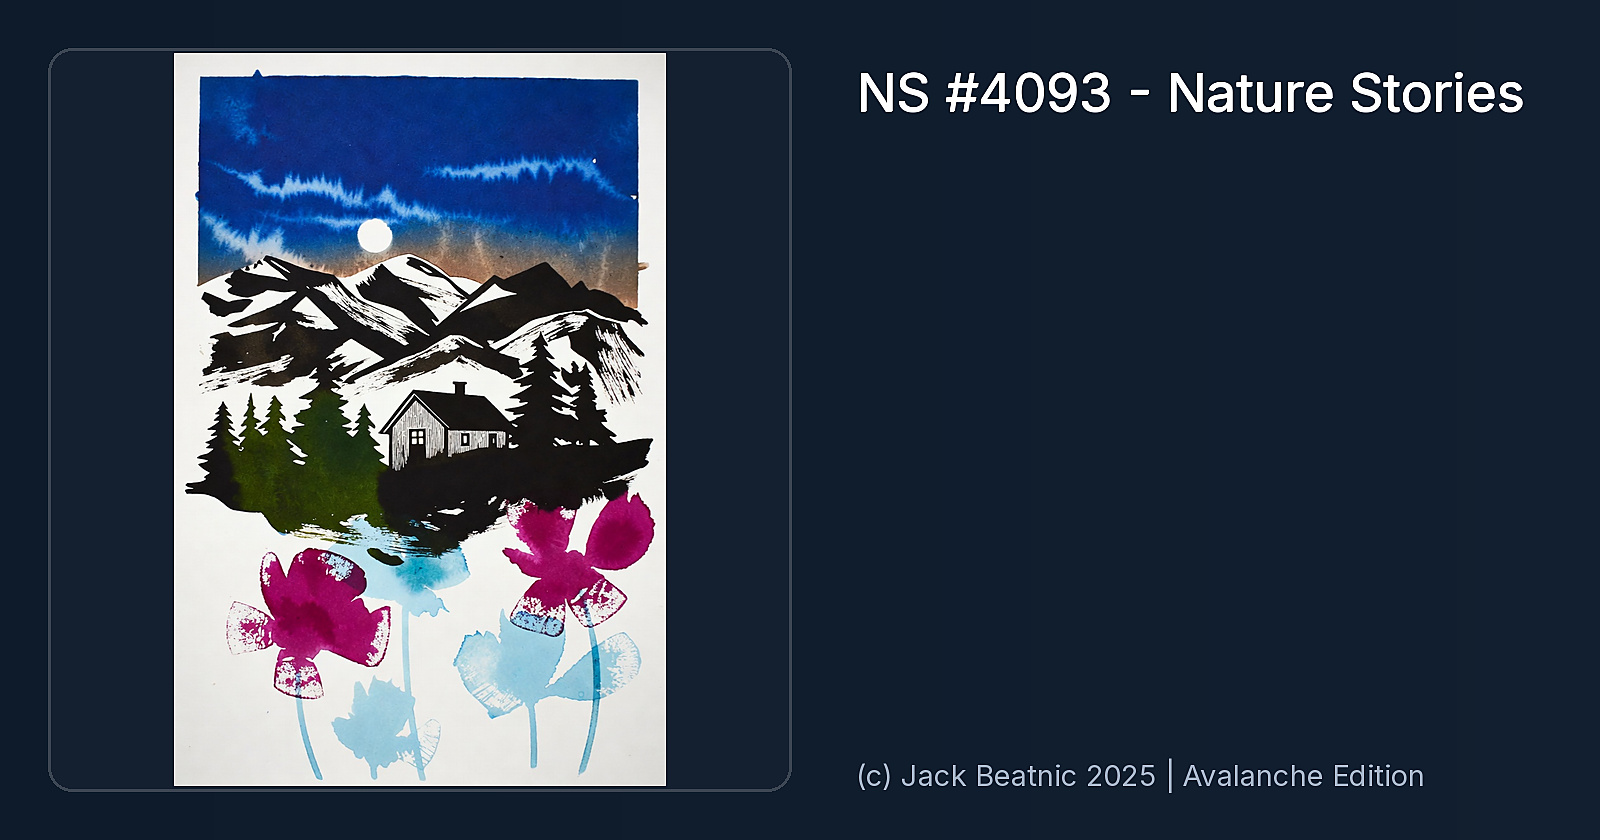 NS #4093 - Nature Stories
(c) Jack Beatnic 2025 | Avalanche Edition